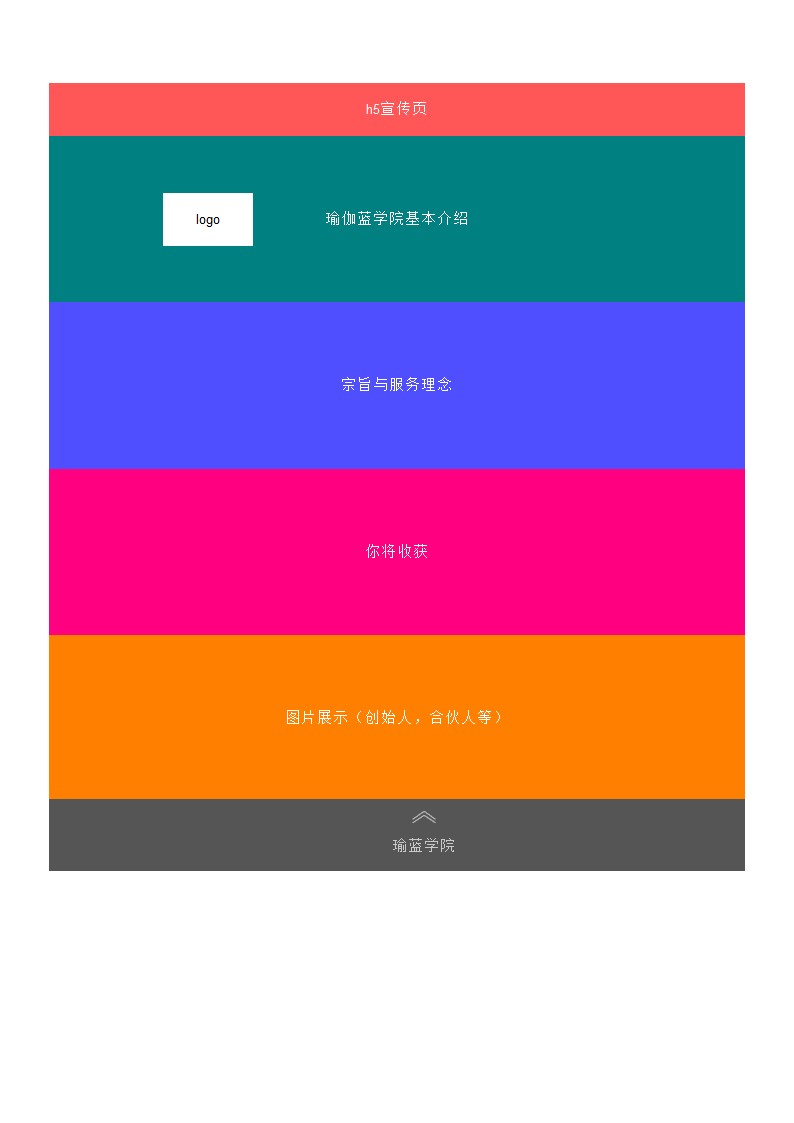 h5宣传页
logo
瑜伽蓝学院基本介绍
宗旨与服务理念
你将收获
图片展示（创始人，合伙人等）
瑜蓝学院